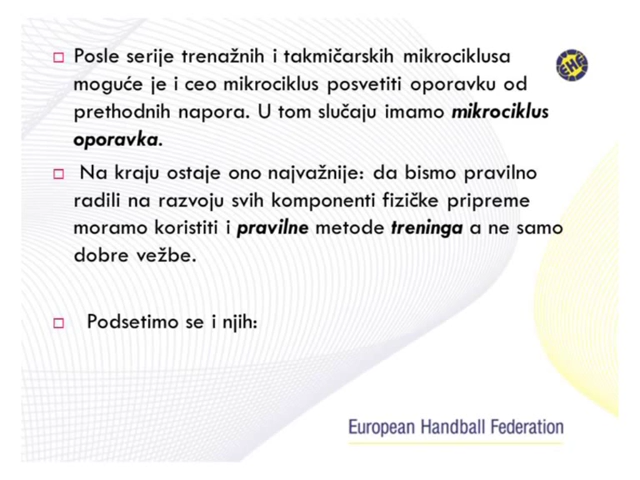 Posle serije trenažnih i takmičarskih mikrociklusa
moguće je i ceo mikrociklus posvetiti oporavku od
prethodnih napora. U tom slučaju imamo mikrociklus
oporavka.
Na kraju ostaje ono najvažnije: da bismo pravilno
radili na razvoju svih komponenti fizičke pripreme
moramo koristiti i pravilne metode treninga a ne samo
dobre vežbe.
Podsetimo se i njih:
EHF
European Handball Federation